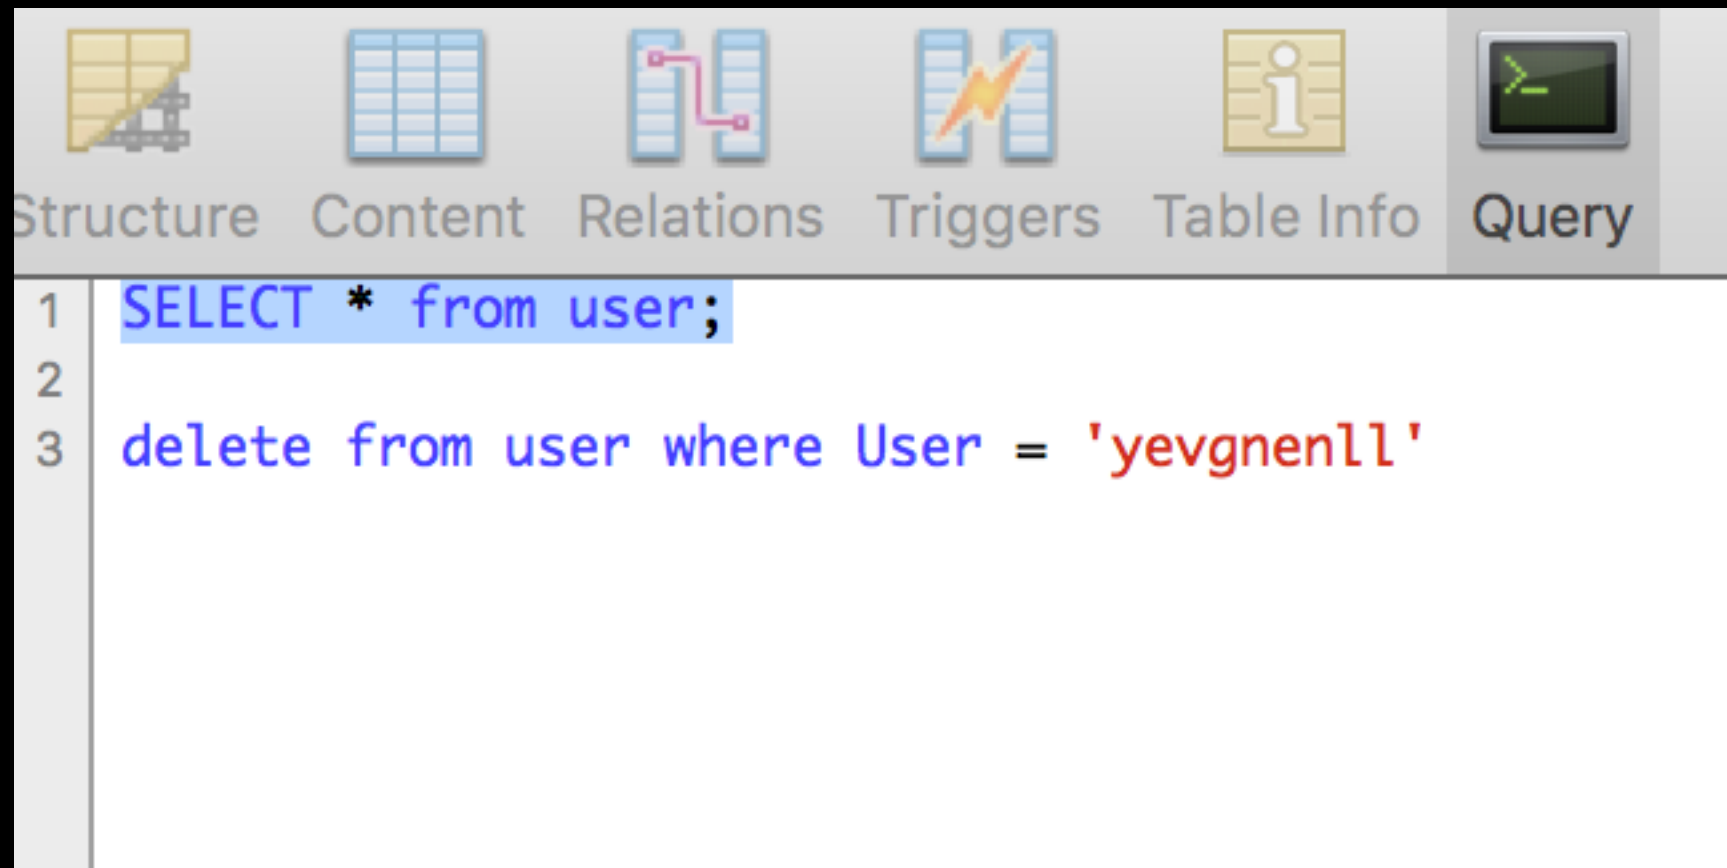 Structure Content Relations Triggers Table Info Query
1 SELECT * from user;
2
3 delete from user where User = 'yevgnenll'